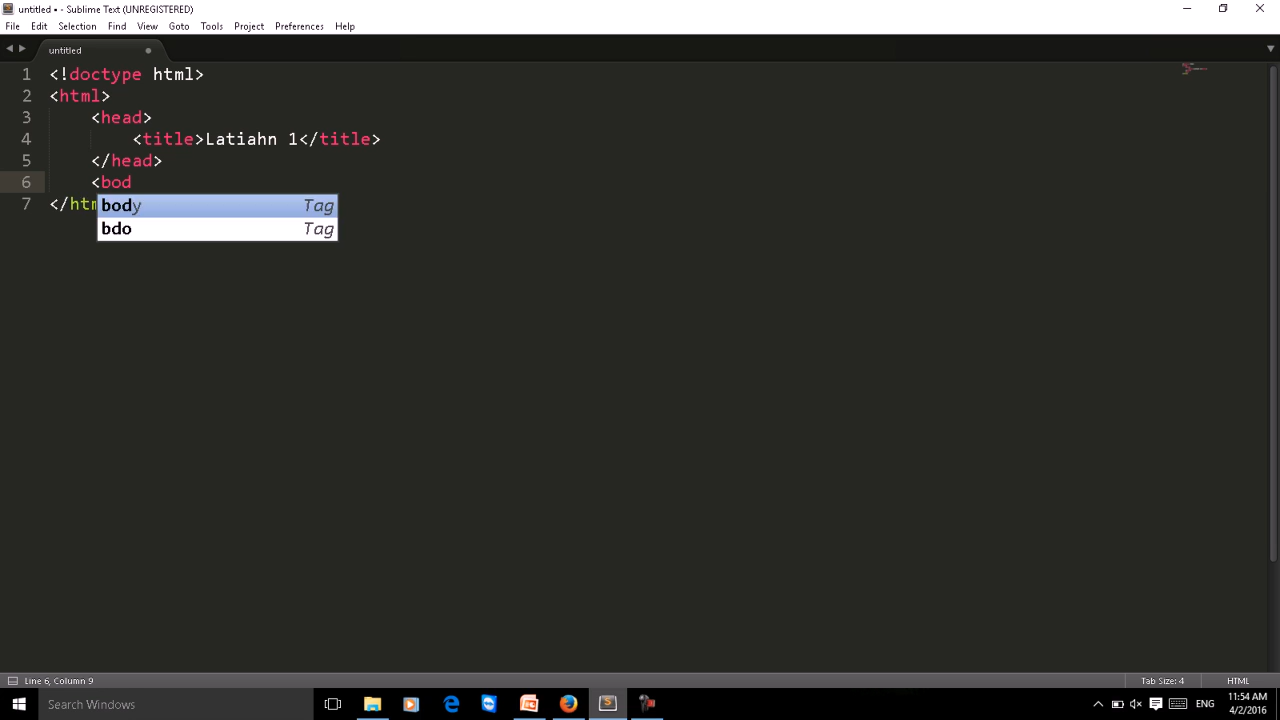 untitled • - Sublime Text (UNREGISTERED)
File Edit Selection Find View Goto Tools Project Preferences Help
untitled
1 <!doctype html>
2 <html>
3 <head>
4 <title>Latiahn 1</title>
5 </head>
6 <bod
7 </htm
body Tag
bdo Tag
Line 6, Column 9 Tab Size: 4 HTML
Search Windows ENG 11:54 AM
4/2/2016